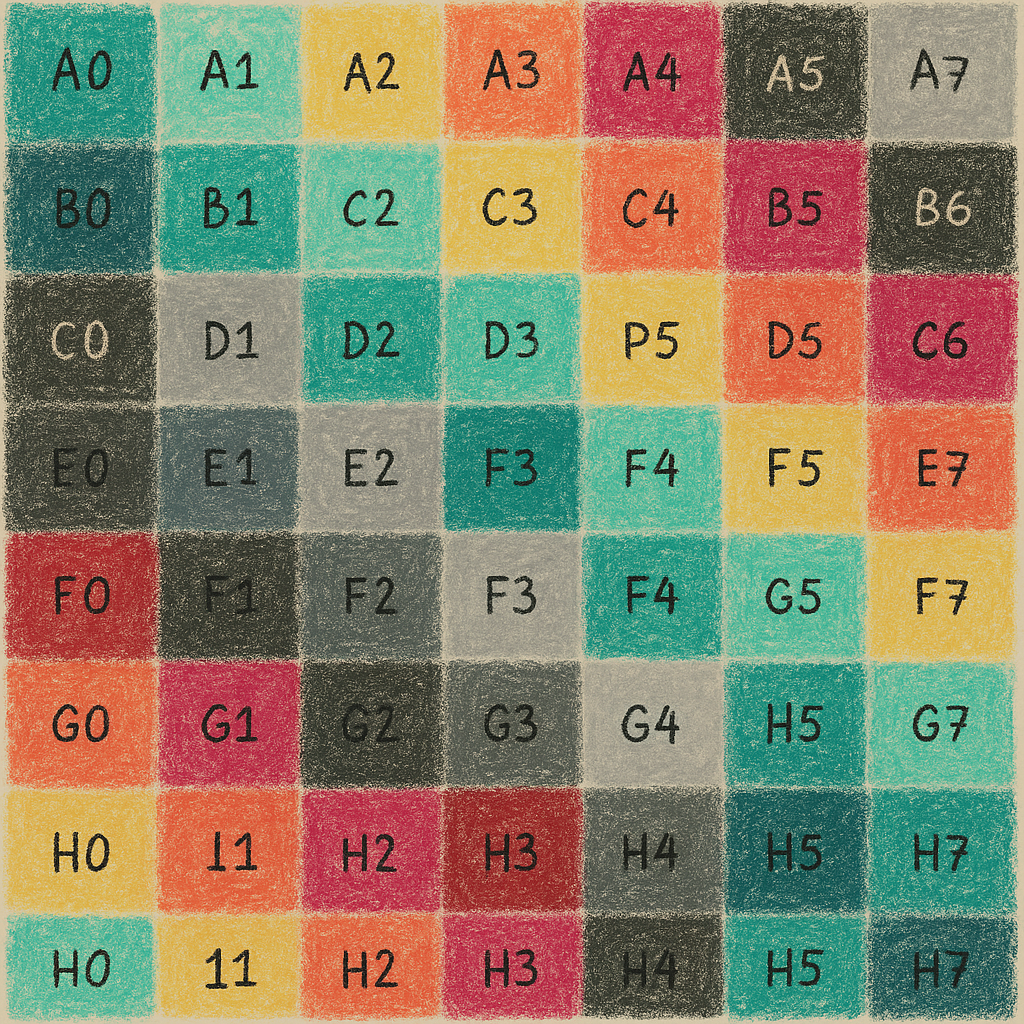 A0 A1 A2 A3 A4 A5 A7
B0 B1 C2 C3 C4 B5 B6
C0 D1 D2 D3 P5 D5 C6
E0 E1 E2 F3 F4 F5 E7
F0 F1 F2 F3 F4 G5 F7
G0 G1 G2 G3 G4 H5 G7
H0 I1 H2 H3 H4 H5 H7
H0 11 H2 H3 H4 H5 H7